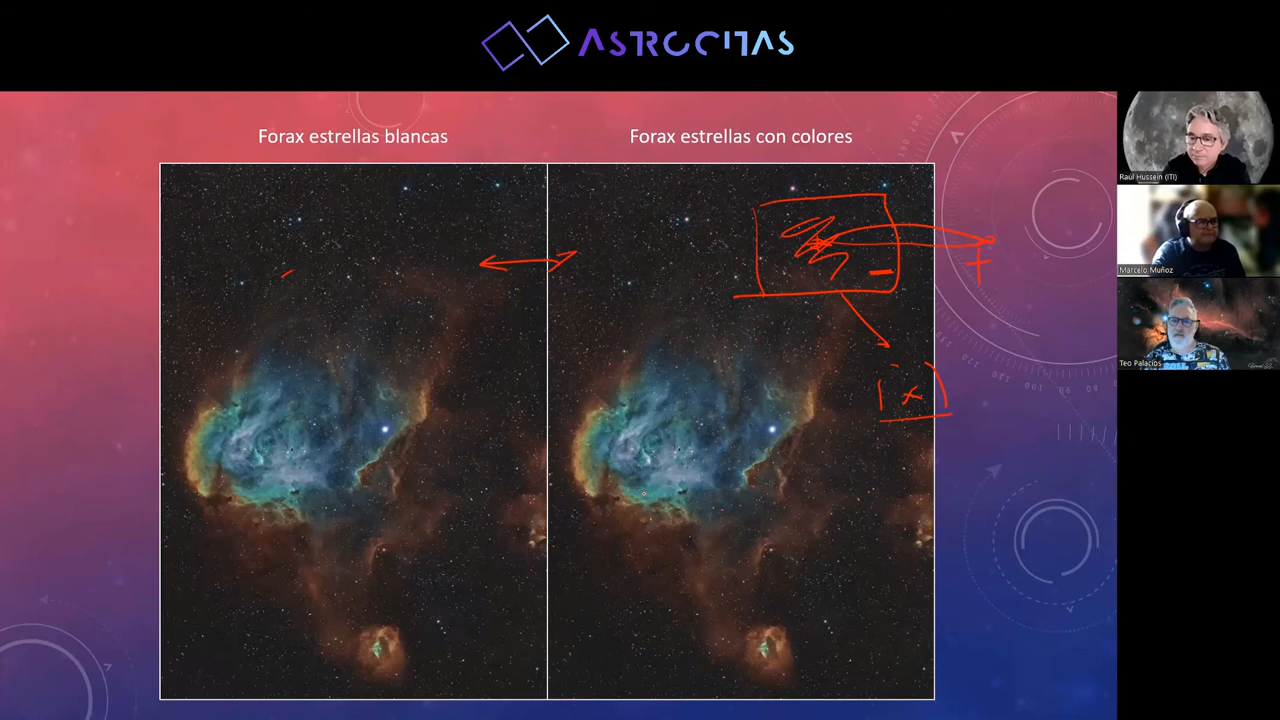 ASTROCITAS
Forax estrellas blancas
Forax estrellas con colores
Raúl Hussein (ITI)
Marcelo Muñoz
Teo Palacios